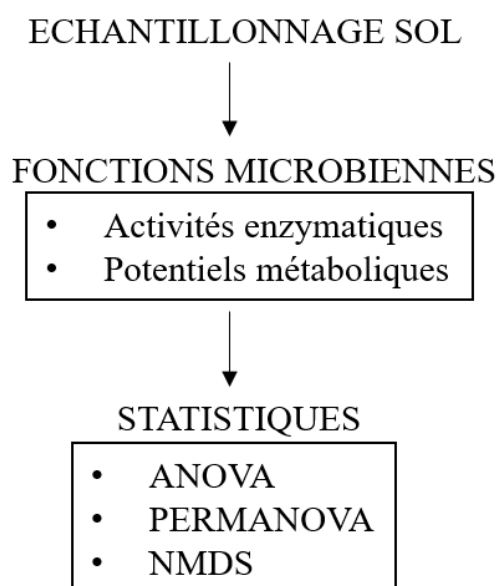 ECHANTILLONNAGE SOL
FONCTIONS MICROBIENNES
• Activités enzymatiques
• Potentiels métaboliques
STATISTIQUES
• ANOVA
• PERMANOVA
• NMDS